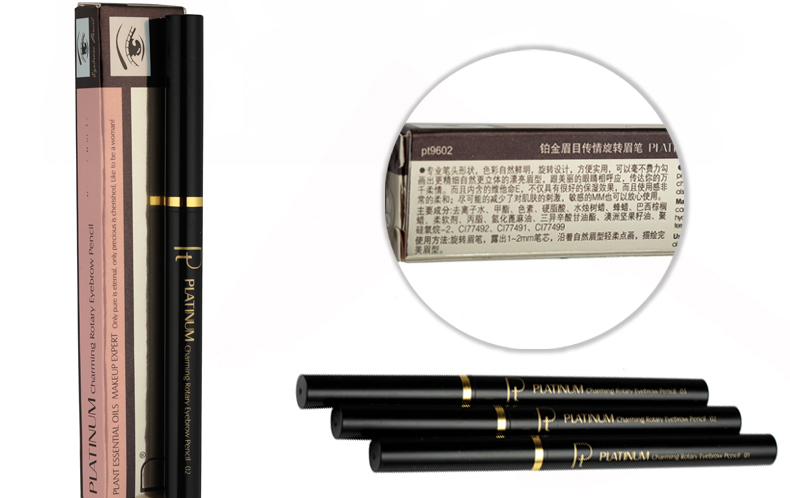 PLATINUM Charming Rotary Eyebrow Pencil
PLANT ESSENTIAL OILS MAKEUP EXPERT Only pure is eternal, only precious is cherished, Like to be a woman!
®
Pt
PLATINUM Charming Rotary Eyebrow Pencil 02
pt9602
铂金眉目传情旋转眉笔 PLATI
●专业笔头形状，色彩自然鲜明，旋转设计，方便实用，可以毫不费力勾
画出更精细自然更立体的漂亮眉型，跟美丽的眼睛相呼应，传达你的万
千柔情。而且内含的维他命E，不仅具有很好的保湿效果，而且使用感非
常的柔和；尽可能的减少了对肌肤的刺激，敏感的MM也可以放心使用。
主要成分：去离子水、甲酯、色素、硬脂酸、水烛树蜡、蜂蜡、巴西棕榈
蜡、柔软剂、丙脂、氢化蓖麻油、三异辛酸甘油酯、澳洲坚果籽油、聚
硅氧烷-2、CI77492、CI77491、CI77499
使用方法：旋转眉笔，露出1~2mm笔芯，沿着自然眉型轻柔点画，描绘完
美眉型。
Pt PLATINUM Charming Rotary Eyebrow Pencil 03
Pt PLATINUM Charming Rotary Eyebrow Pencil 02
Pt PLATINUM Charming Rotary Eyebrow Pencil 01